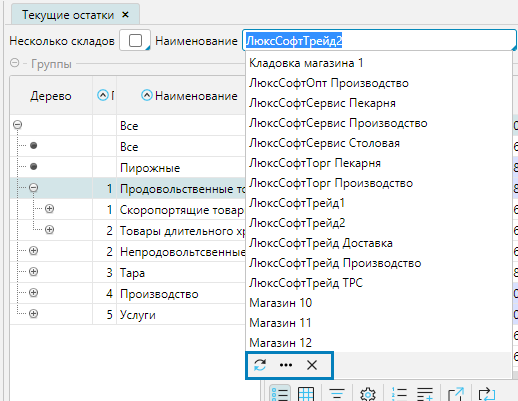 Текущие остатки
Несколько складов Наименование ЛюксСофтТрейд2
Группы
Дерево Наименование
Все
Все
Пирожные
1 Продовольственные то
1 Скоропортящие товар
2 Товары длительного хр
2 Непродовольтсвенные
3 Тара
4 Производство
5 Услуги
Кладовка магазина 1
ЛюксСофтОпт Производство
ЛюксСофтСервис Пекарня
ЛюксСофтСервис Производство
ЛюксСофтСервис Столовая
ЛюксСофтТорг Пекарня
ЛюксСофтТорг Производство
ЛюксСофтТрейд1
ЛюксСофтТрейд2
ЛюксСофтТрейд Доставка
ЛюксСофтТрейд Производство
ЛюксСофтТрейд ТРС
Магазин 10
Магазин 11
Магазин 12